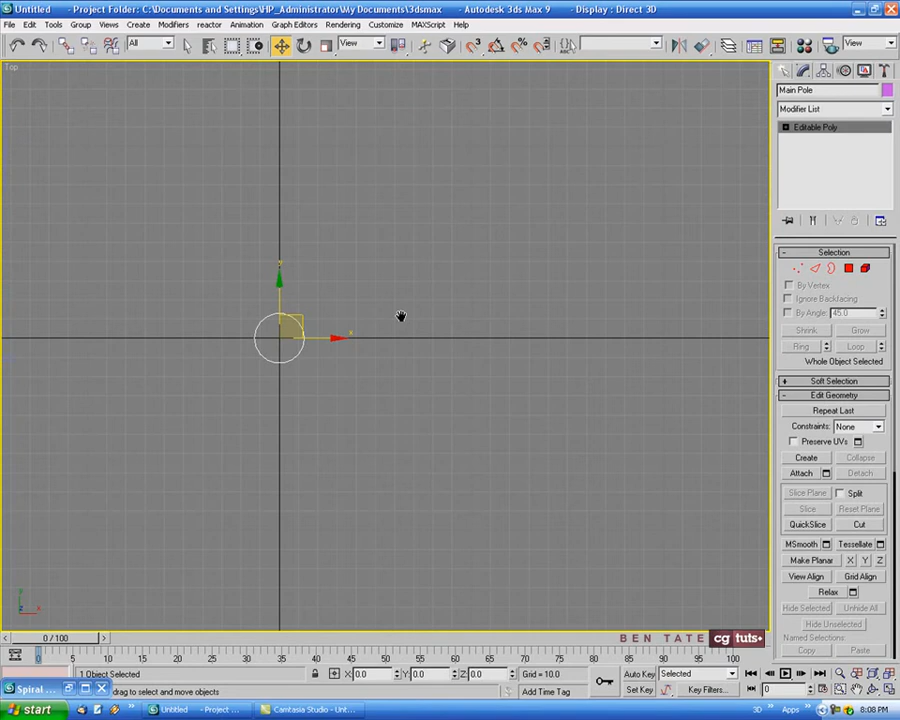 Untitled - Project Folder: C:\Documents and Settings\HP_Administrator\My Documents\3dsmax - Autodesk 3ds Max 9 - Display : Direct 3D
File Edit Tools Group Views Create Modifiers reactor Animation Graph Editors Rendering Customize MAXScript Help
All View View
Top
Main Pole
Modifier List
Editable Poly
y
x
Selection
By Vertex
Ignore Backfacing
By Angle: 45.0
Shrink Grow
Ring Loop
Whole Object Selected
Soft Selection
Edit Geometry
Repeat Last
Constraints: None
Preserve UVs
Create Collapse
Attach Detach
Slice Plane Split
Slice Reset Plane
QuickSlice Cut
MSmooth Tessellate
Make Planar X Y Z
View Align Grid Align
Relax
Hide Selected Unhide All
Hide Unselected
Named Selections:
Copy Paste
0 / 100
BEN TATE cg tuts+
0 5 10 15 20 25 30 35 40 45 50 55 60 65 70 75 80 85 90 95 100
1 Object Selected X: 0.0 Y: 0.0 Z: 0.0 Grid = 10.0 Auto Key Selected
Spiral ... drag to select and move objects Add Time Tag Set Key Key Filters... 0
start Untitled - Project ... Camtasia Studio - Unt... 3D Apps 8:08 PM